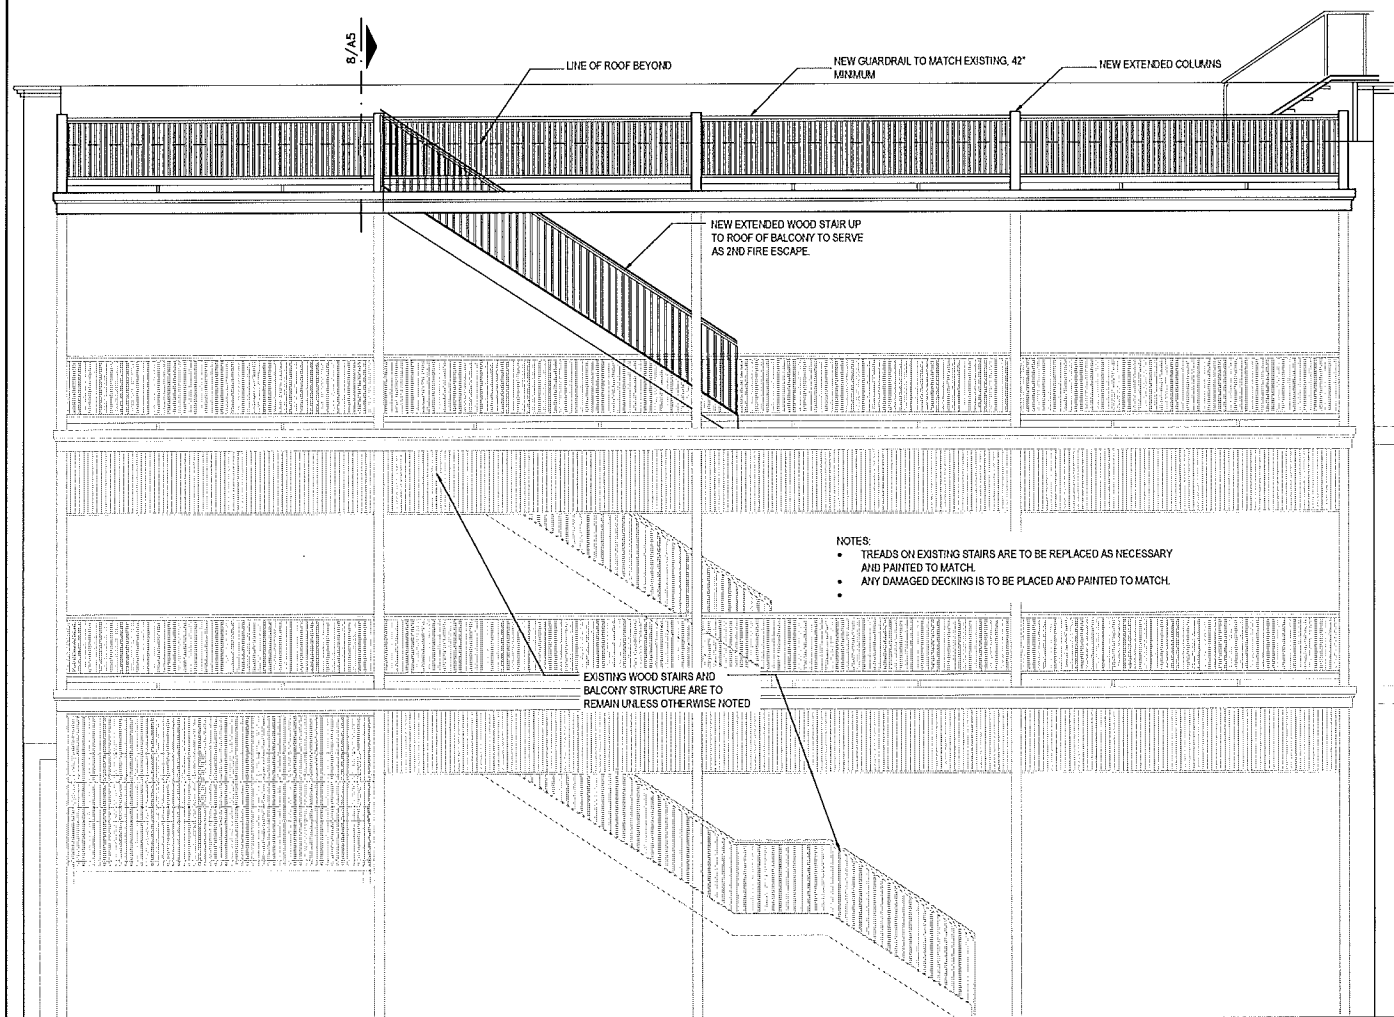 8/A5
LINE OF ROOF BEYOND
NEW GUARDRAIL TO MATCH EXISTING, 42"
MINIMUM
NEW EXTENDED COLUMNS
NEW EXTENDED WOOD STAIR UP
TO ROOF OF BALCONY TO SERVE
AS 2ND FIRE ESCAPE.
NOTES:
• TREADS ON EXISTING STAIRS ARE TO BE REPLACED AS NECESSARY
AND PAINTED TO MATCH.
• ANY DAMAGED DECKING IS TO BE PLACED AND PAINTED TO MATCH.
•
EXISTING WOOD STAIRS AND
BALCONY STRUCTURE ARE TO
REMAIN UNLESS OTHERWISE NOTED